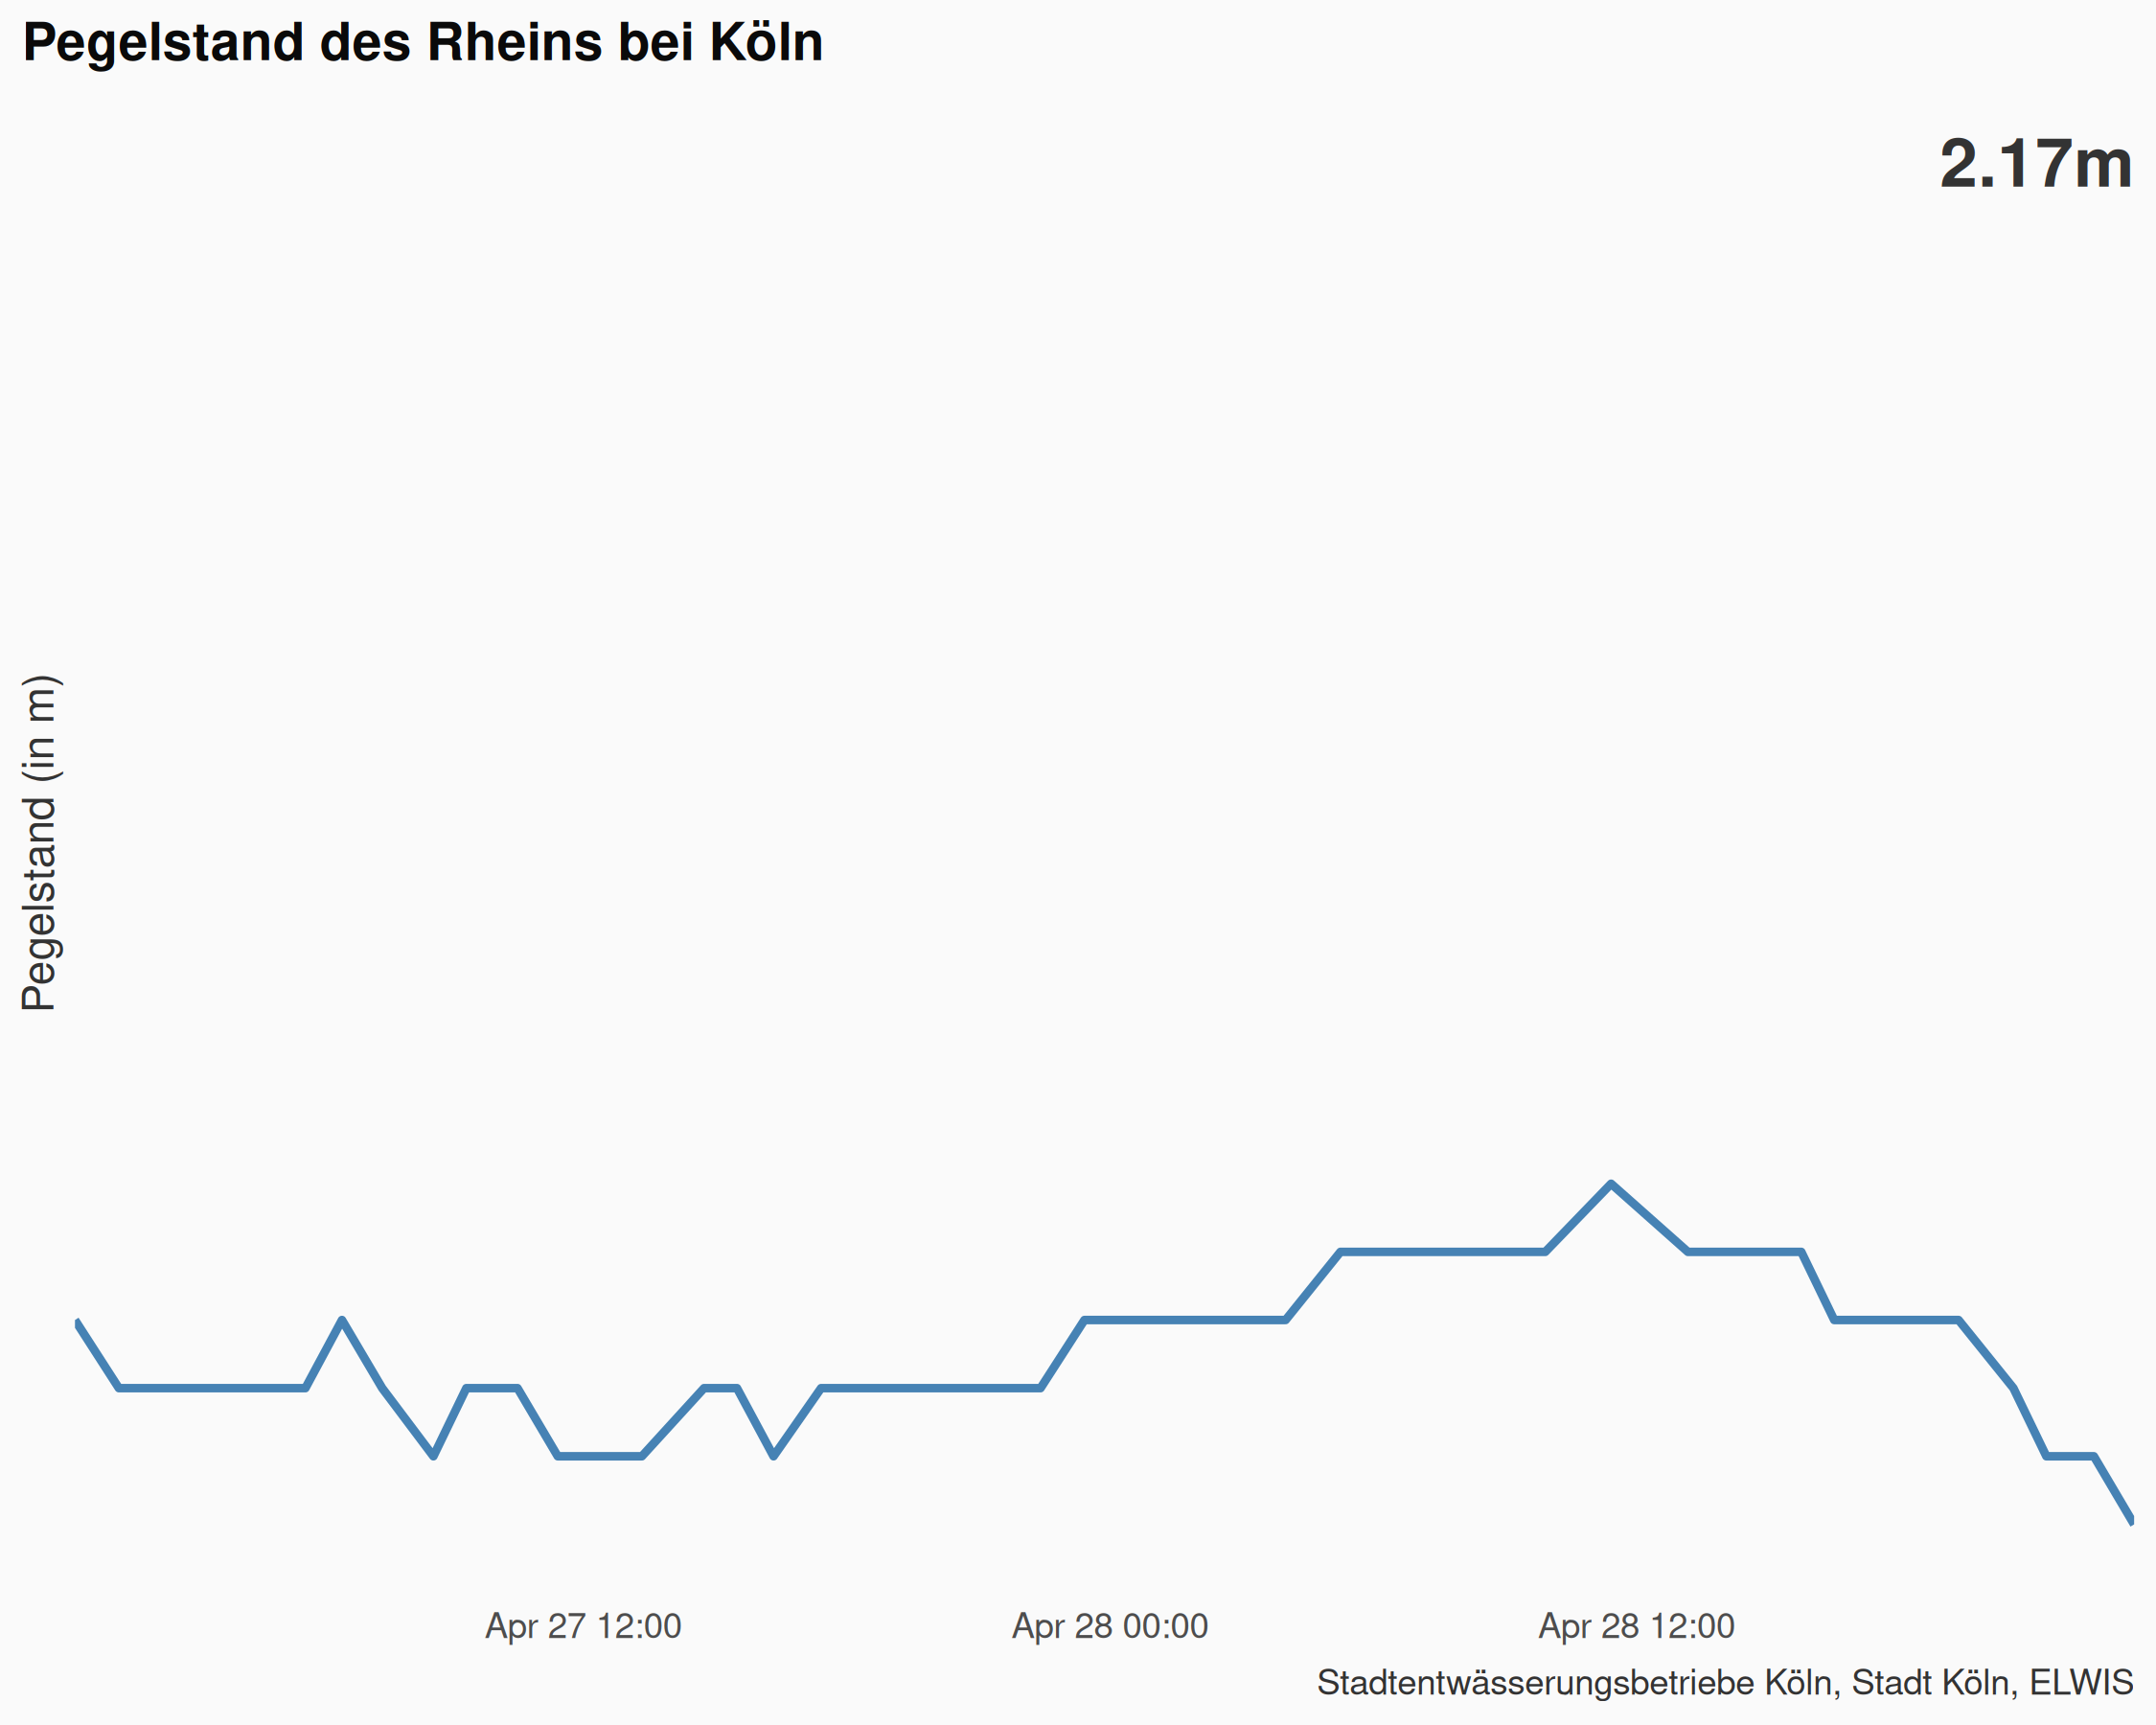 Pegelstand des Rheins bei Köln
2.17m
Pegelstand (in m)
Apr 27 12:00
Apr 28 00:00
Apr 28 12:00
Stadtentwässerungsbetriebe Köln, Stadt Köln, ELWIS